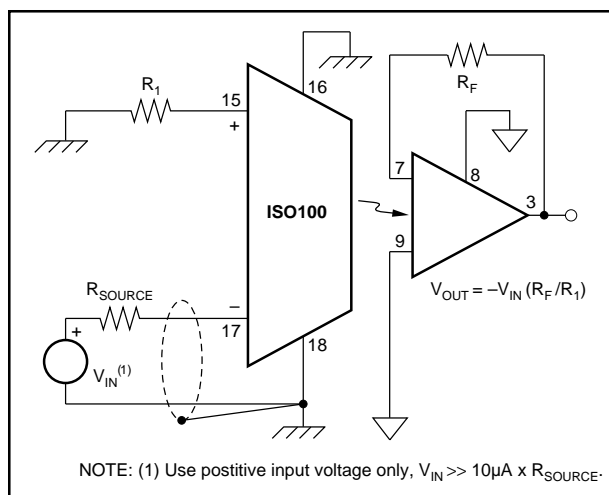 R1
15
+
16
ISO100
RF
7
8
3
9
VOUT = –VIN (RF /R1)
RSOURCE
–
17
18
+
VIN(1)
NOTE: (1) Use postitive input voltage only, VIN >> 10µA x RSOURCE.